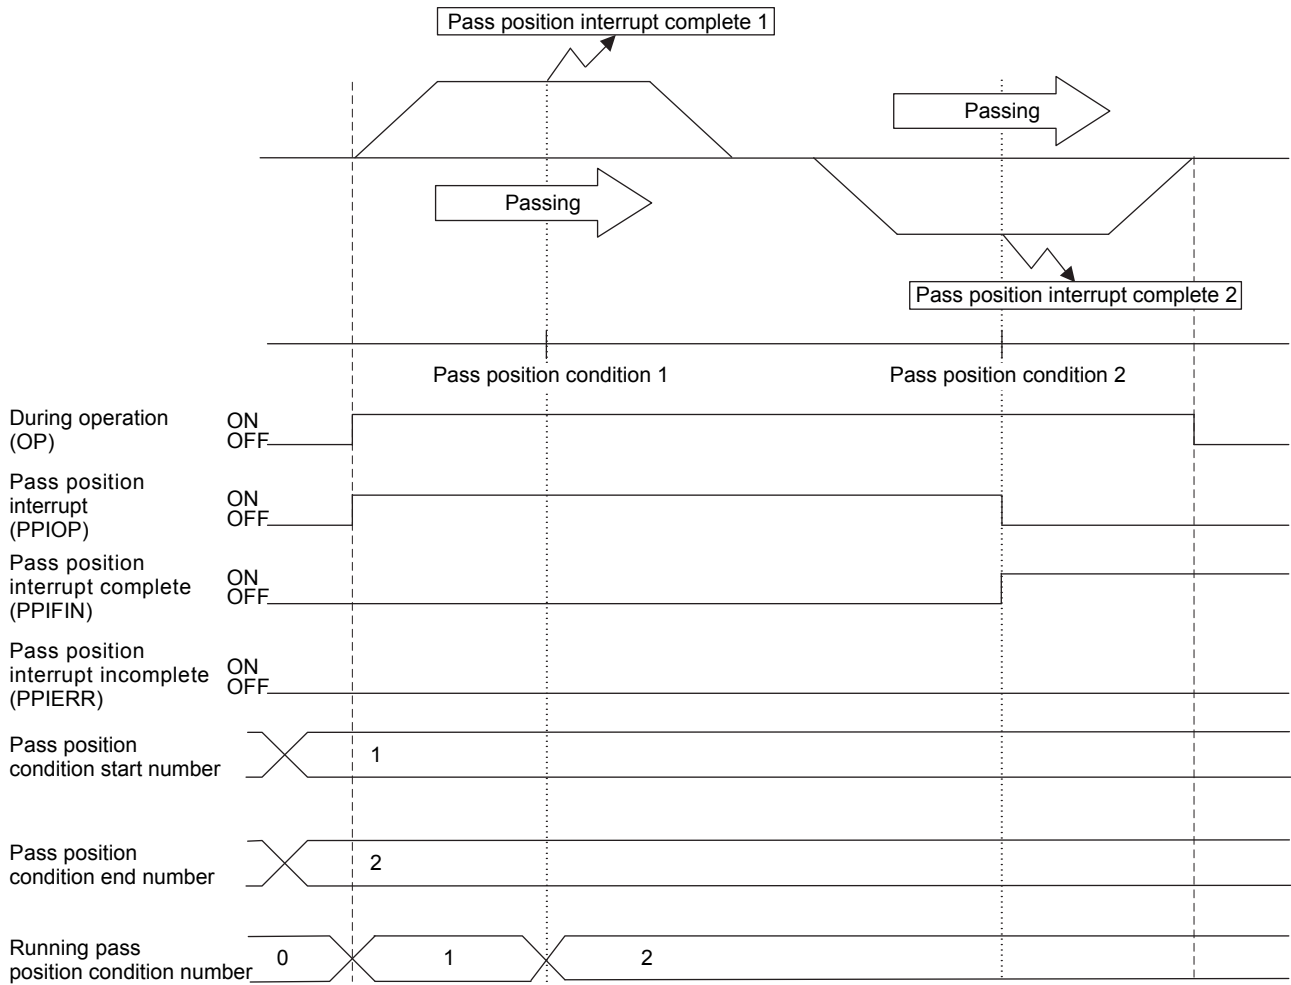 Pass position interrupt complete 1
Passing
Passing
Pass position interrupt complete 2
Pass position condition 1
Pass position condition 2
During operation
(OP)
ON
OFF
Pass position
interrupt
(PPIOP)
ON
OFF
Pass position
interrupt complete
(PPIFIN)
ON
OFF
Pass position
interrupt incomplete
(PPIERR)
ON
OFF
Pass position
condition start number
1
Pass position
condition end number
2
Running pass
position condition number
0
1
2